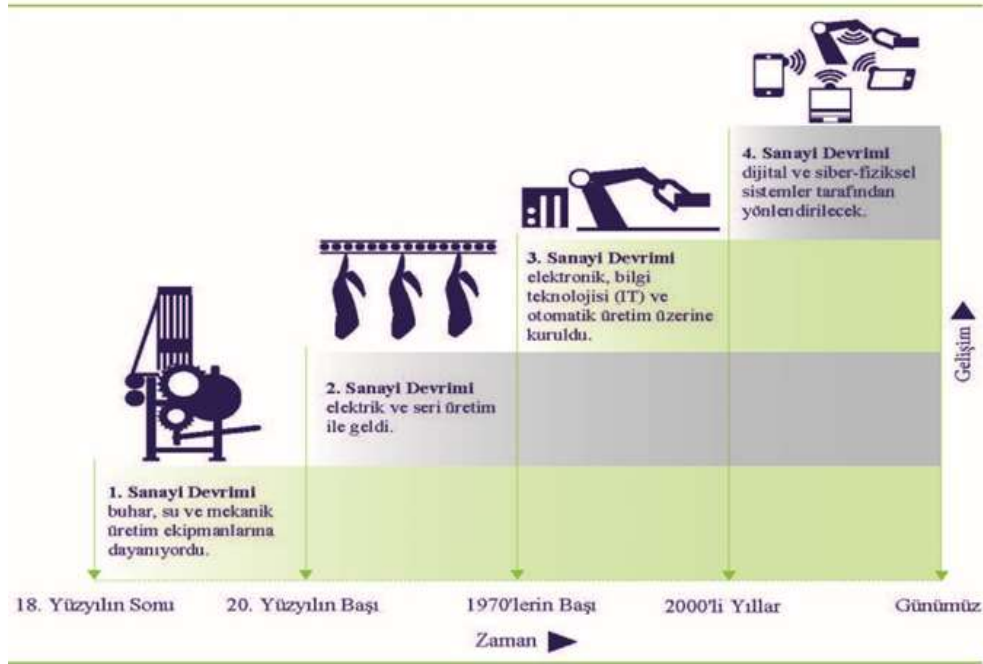 4. Sanayi Devrimi
dijital ve siber-fiziksel
sistemler tarafından
yönlendirilecek.
3. Sanayi Devrimi
elektronik, bilgi
teknolojisi (IT) ve
otomatik üretim üzerine
kuruldu.
2. Sanayi Devrimi
elektrik ve seri üretim
ile geldi.
1. Sanayi Devrimi
buhar, su ve mekanik
üretim ekipmanlarına
dayanıyordu.
Gelişim
18. Yüzyılın Sonu
20. Yüzyılın Başı
1970'lerin Başı
2000'li Yıllar
Günümüz
Zaman